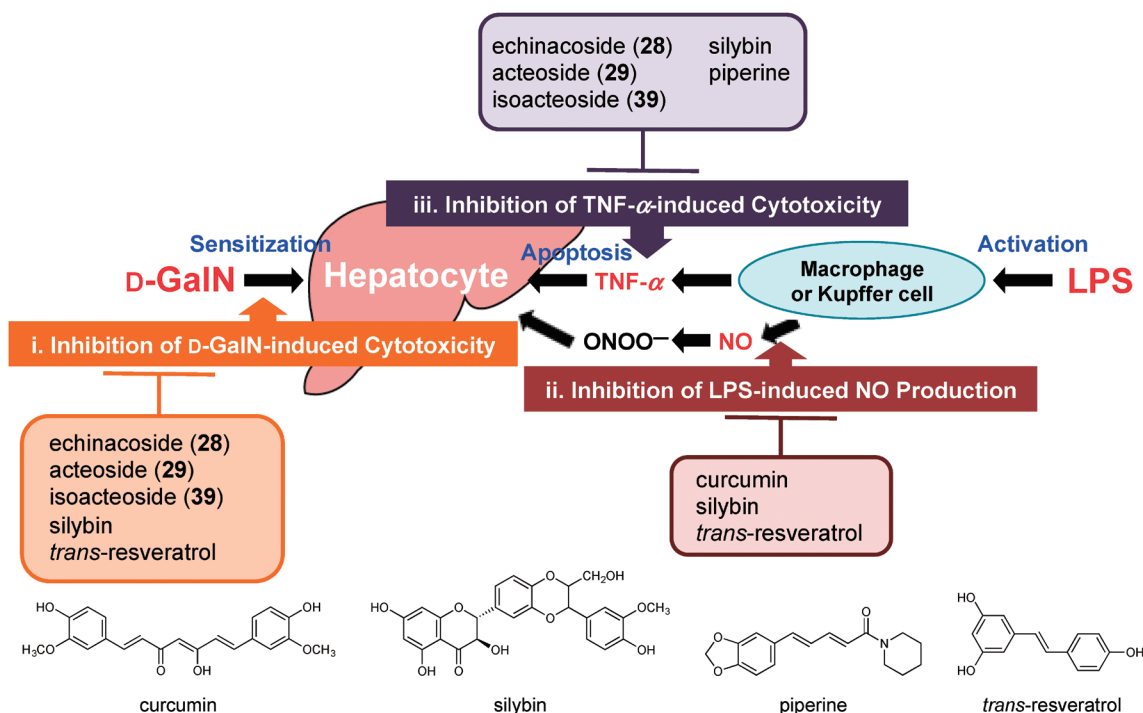 echinacoside (28) silybin
acteoside (29) piperine
isoacteoside (39)
iii. Inhibition of TNF-α-induced Cytotoxicity
Sensitization Apoptosis Activation
D-GalN Hepatocyte TNF-α Macrophage or Kupffer cell LPS
ONOO− NO
i. Inhibition of D-GalN-induced Cytotoxicity
ii. Inhibition of LPS-induced NO Production
echinacoside (28)
acteoside (29)
isoacteoside (39)
silybin
trans-resveratrol
curcumin
silybin
trans-resveratrol
HO
CH₃O
O
OH
OH
OCH₃
curcumin
HO
OH
O
O
OH
O
O
CH₂OH
OCH₃
OH
silybin
O
O
O
N
piperine
HO
HO
OH
trans-resveratrol